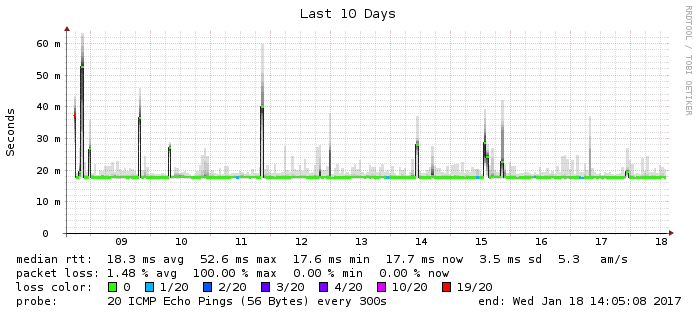 Last 10 Days
RRDTOOL / TOBI OETIKER
Seconds
60 m
50 m
40 m
30 m
20 m
10 m
0
09 10 11 12 13 14 15 16 17 18
median rtt: 18.3 ms avg 52.6 ms max 17.6 ms min 17.7 ms now 3.5 ms sd 5.3 am/s
packet loss: 1.48 % avg 100.00 % max 0.00 % min 0.00 % now
loss color: 0 1/20 2/20 3/20 4/20 10/20 19/20
probe: 20 ICMP Echo Pings (56 Bytes) every 300s end: Wed Jan 18 14:05:08 2017